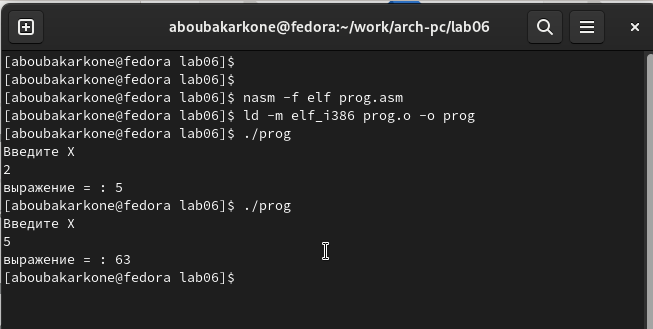 aboubakarkone@fedora:~/work/arch-pc/lab06
[aboubakarkone@fedora lab06]$
[aboubakarkone@fedora lab06]$
[aboubakarkone@fedora lab06]$ nasm -f elf prog.asm
[aboubakarkone@fedora lab06]$ ld -m elf_i386 prog.o -o prog
[aboubakarkone@fedora lab06]$ ./prog
Введите X
2
выражение = : 5
[aboubakarkone@fedora lab06]$ ./prog
Введите X
5
выражение = : 63
[aboubakarkone@fedora lab06]$